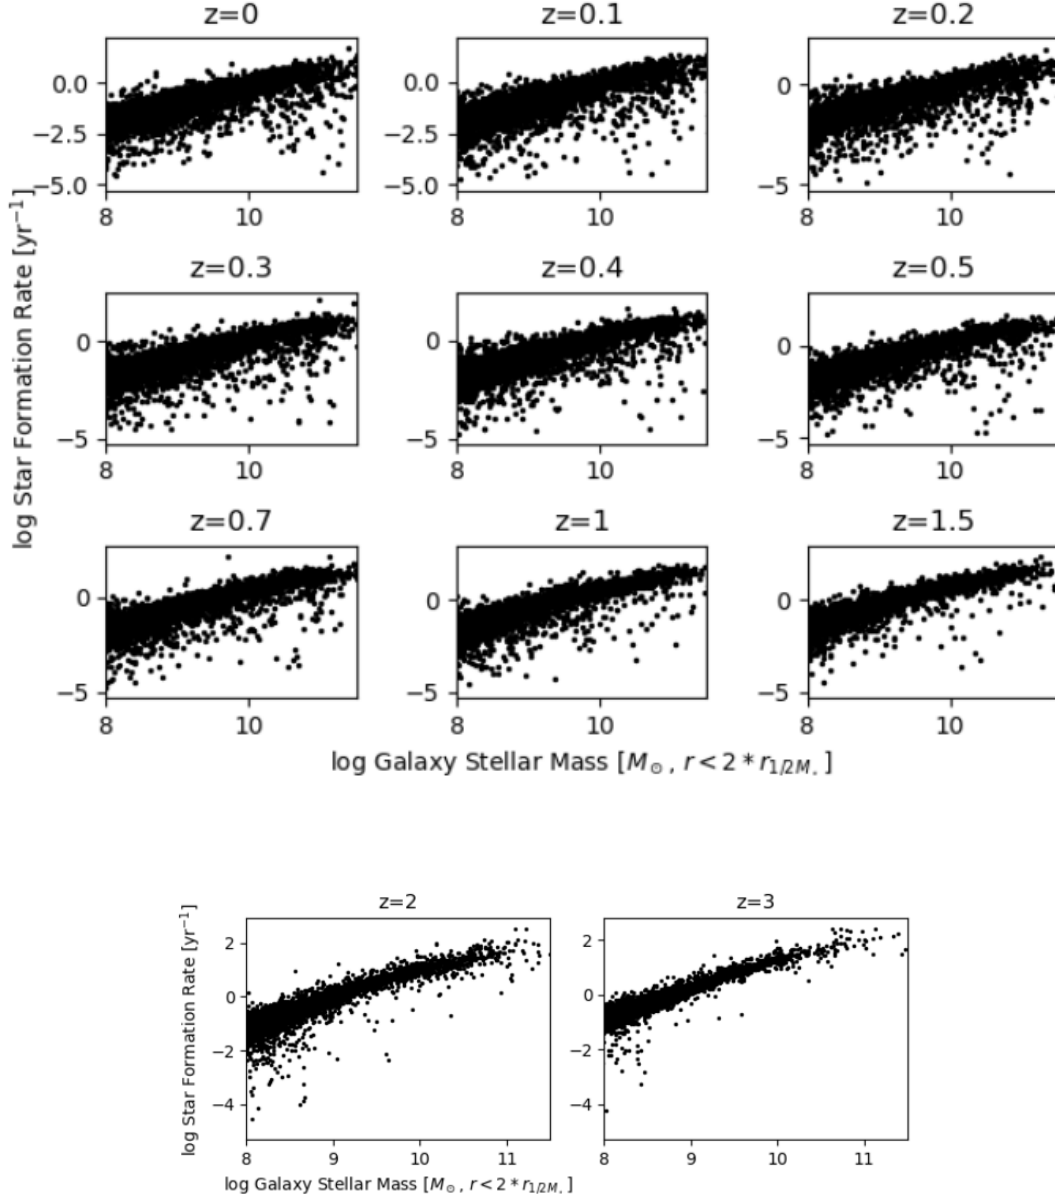 z=0 z=0.1 z=0.2
0.0 0.0 0
−2.5 −2.5
−5.0 −5.0 −5
8 10 8 10 8 10
log Star Formation Rate [yr⁻¹]
z=0.3 z=0.4 z=0.5
0 0 0
−5 −5 −5
8 10 8 10 8 10
z=0.7 z=1 z=1.5
0 0 0
−5 −5 −5
8 10 8 10 8 10
log Galaxy Stellar Mass [M⊙, r < 2 * r1/2M⋆]
z=2 z=3
log Star Formation Rate [yr⁻¹]
2 2
0 0
−2 −2
−4 −4
8 9 10 11 8 9 10 11
log Galaxy Stellar Mass [M⊙, r < 2 * r1/2M⋆]